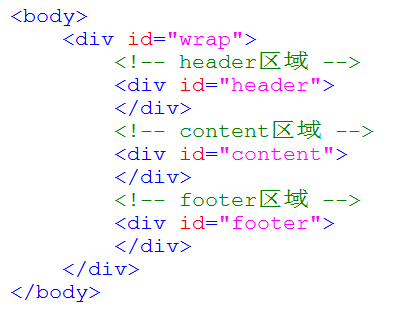 <body>
    <div id="wrap">
        <!-- header区域 -->
        <div id="header">
        </div>
        <!-- content区域 -->
        <div id="content">
        </div>
        <!-- footer区域 -->
        <div id="footer">
        </div>
    </div>
</body>